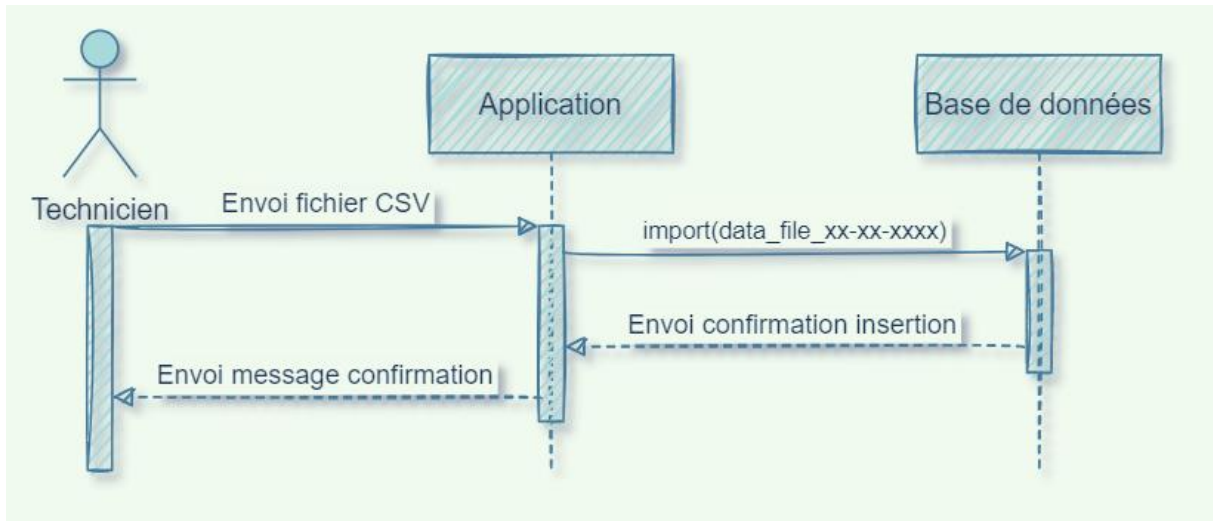 Application
Base de données
Technicien
Envoi fichier CSV
import(data_file_xx-xx-xxxx)
Envoi confirmation insertion
Envoi message confirmation